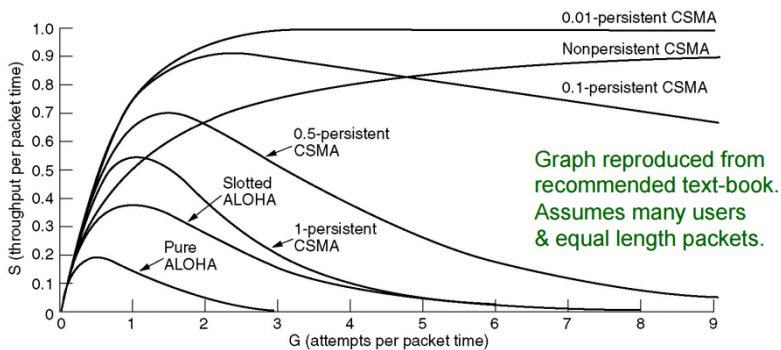 0.01-persistent CSMA
Nonpersistent CSMA
0.1-persistent CSMA
1.0
0.9
0.8
0.7
0.6
0.5
0.4
0.3
0.2
0.1
0
S (throughput per packet time)
0.5-persistent
CSMA
Slotted
ALOHA
Pure
ALOHA
1-persistent
CSMA
Graph reproduced from
recommended text-book.
Assumes many users
& equal length packets.
0 1 2 3 4 5 6 7 8 9
G (attempts per packet time)